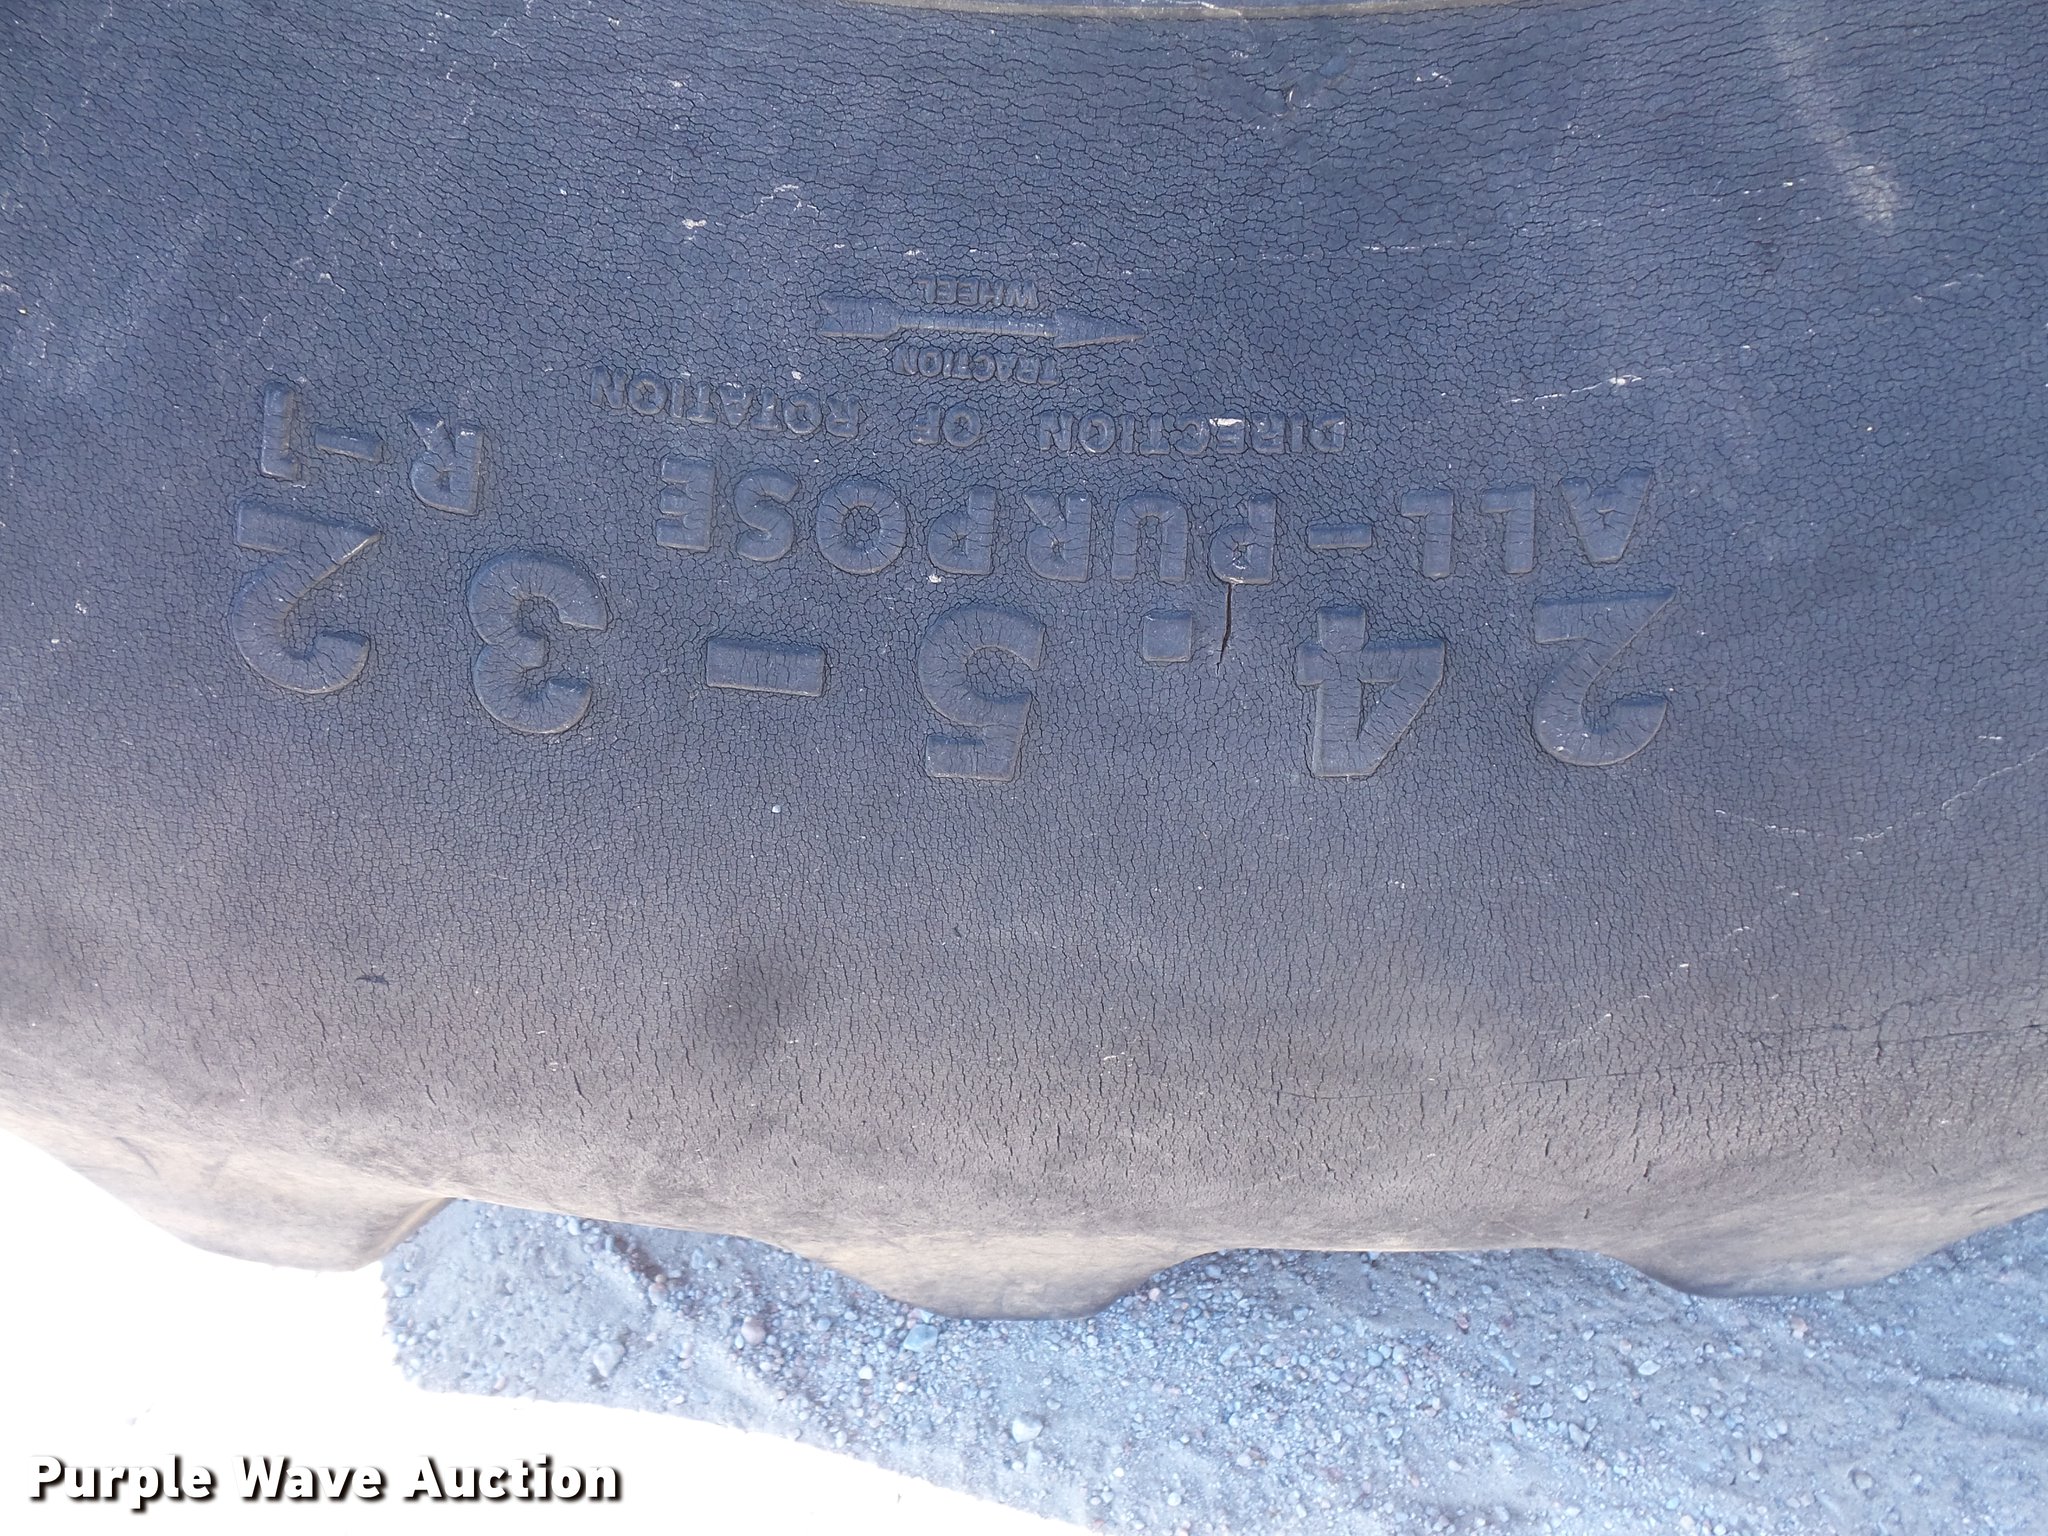 24.5-32
ALL-PURPOSE R-1
DIRECTION OF ROTATION
TRACTION
WHEEL
Purple Wave Auction